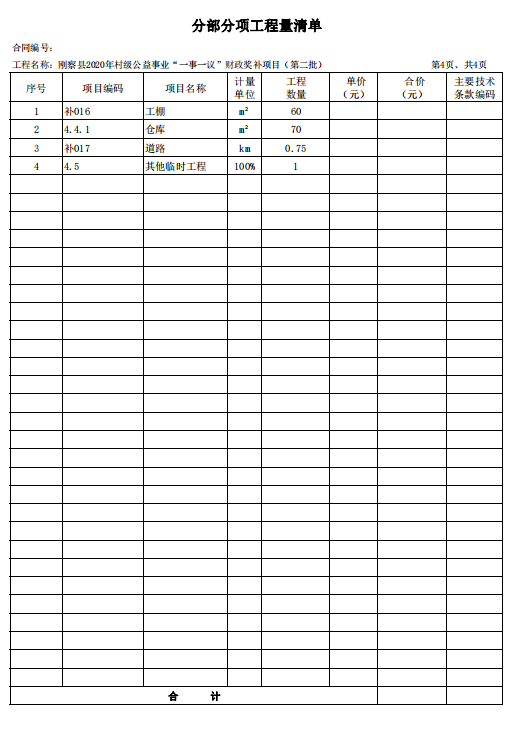 分部分项工程量清单
合同编号：
工程名称：刚察县2020年村级公益事业“一事一议”财政奖补项目（第二批） 第4页、共4页
序号 项目编码 项目名称 计量单位 工程数量 单价（元） 合价（元） 主要技术条款编码
1 补016 工棚 m² 60
2 4.4.1 仓库 m² 70
3 补017 道路 km 0.75
4 4.5 其他临时工程 100% 1
合 计